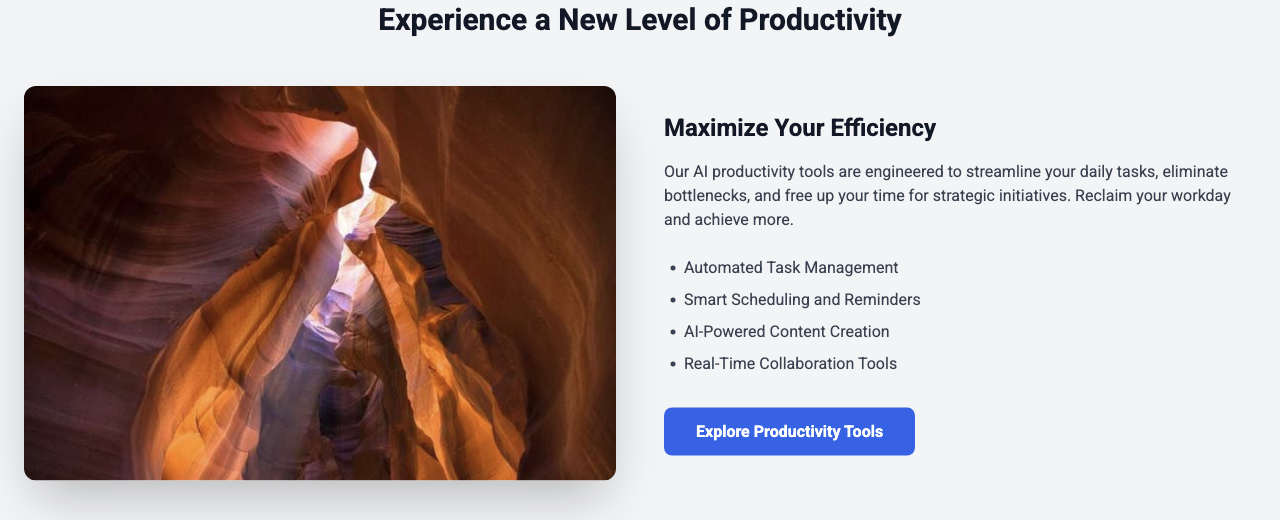 Experience a New Level of Productivity
Maximize Your Efficiency
Our AI productivity tools are engineered to streamline your daily tasks, eliminate
bottlenecks, and free up your time for strategic initiatives. Reclaim your workday
and achieve more.
• Automated Task Management
• Smart Scheduling and Reminders
• AI-Powered Content Creation
• Real-Time Collaboration Tools
Explore Productivity Tools